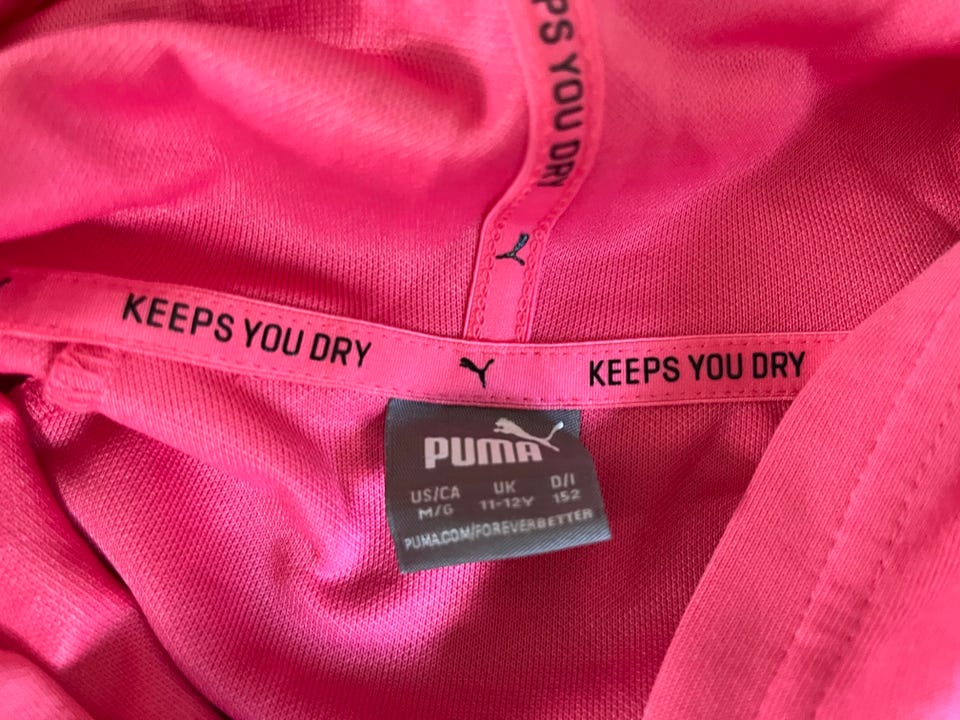 PS YOU DRY
KEEPS YOU DRY
KEEPS YOU DRY
PUMA
US/CA UK D/I
M/G 11-12Y 152
PUMA.COM/FOREVERBETTER